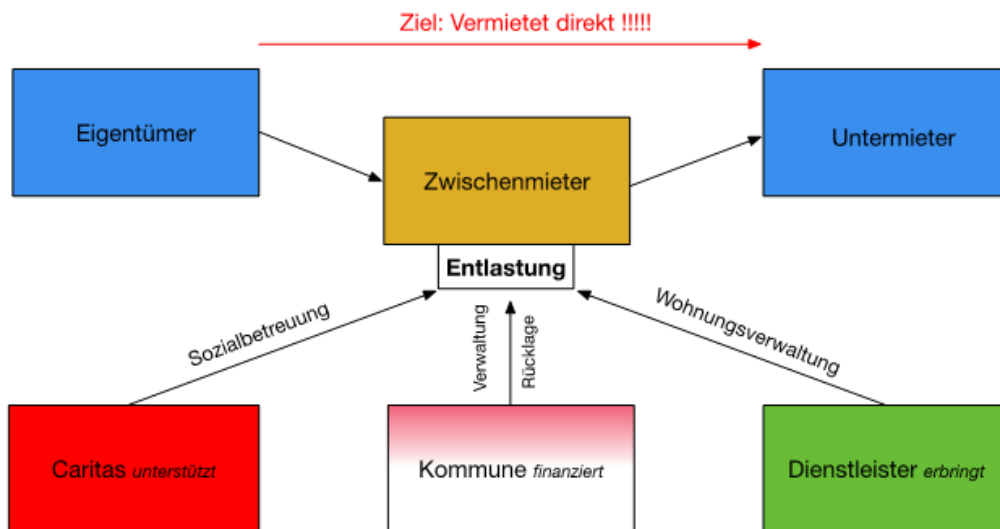 Ziel: Vermietet direkt !!!!!
Eigentümer
Untermieter
Zwischenmieter
Entlastung
Sozialbetreuung
Verwaltung
Rücklage
Wohnungsverwaltung
Caritas unterstützt
Kommune finanziert
Dienstleister erbringt